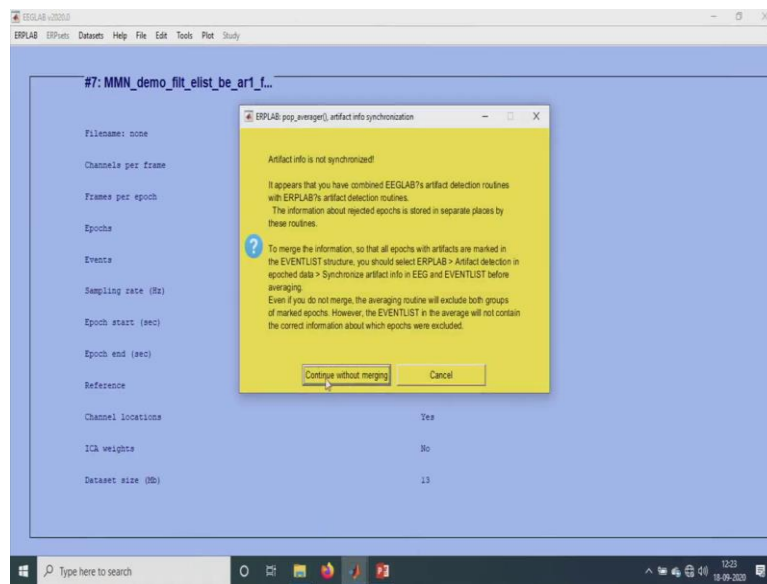 EEGLAB v2020.0
ERPLAB ERPsets Datasets Help File Edit Tools Plot Study
#7: MMN_demo_filt_elist_be_ar1_f...
ERPLAB: pop_averager(), artifact info synchronization
Filename: none
Channels per frame
Frames per epoch
Epochs
Events
Sampling rate (Hz)
Epoch start (sec)
Epoch end (sec)
Reference
Channel locations Yes
ICA weights No
Dataset size (Mb) 13
Artifact info is not synchronized!
It appears that you have combined EEGLAB?s artifact detection routines
with ERPLAB?s artifact detection routines.
The information about rejected epochs is stored in separate places by
these routines.
To merge the information, so that all epochs with artifacts are marked in
the EVENTLIST structure, you should select ERPLAB > Artifact detection in
epoched data > Synchronize artifact info in EEG and EVENTLIST before
averaging.
Even if you do not merge, the averaging routine will exclude both groups
of marked epochs. However, the EVENTLIST in the average will not contain
the correct information about which epochs were excluded.
Continue without merging Cancel
Type here to search
12:23
18-09-2020